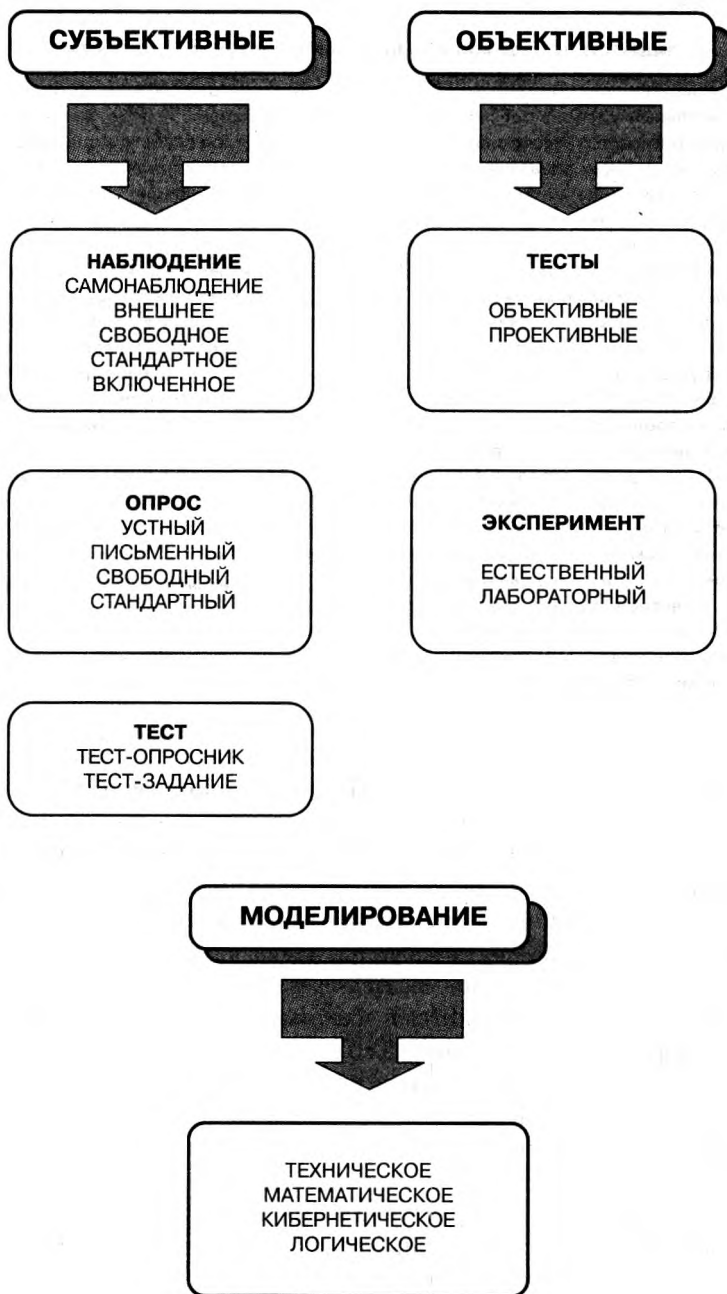 СУБЪЕКТИВНЫЕ
ОБЪЕКТИВНЫЕ
НАБЛЮДЕНИЕ
САМОНАБЛЮДЕНИЕ
ВНЕШНЕЕ
СВОБОДНОЕ
СТАНДАРТНОЕ
ВКЛЮЧЕННОЕ
ТЕСТЫ
ОБЪЕКТИВНЫЕ
ПРОЕКТИВНЫЕ
ОПРОС
УСТНЫЙ
ПИСЬМЕННЫЙ
СВОБОДНЫЙ
СТАНДАРТНЫЙ
ЭКСПЕРИМЕНТ
ЕСТЕСТВЕННЫЙ
ЛАБОРАТОРНЫЙ
ТЕСТ
ТЕСТ-ОПРОСНИК
ТЕСТ-ЗАДАНИЕ
МОДЕЛИРОВАНИЕ
ТЕХНИЧЕСКОЕ
МАТЕМАТИЧЕСКОЕ
КИБЕРНЕТИЧЕСКОЕ
ЛОГИЧЕСКОЕ